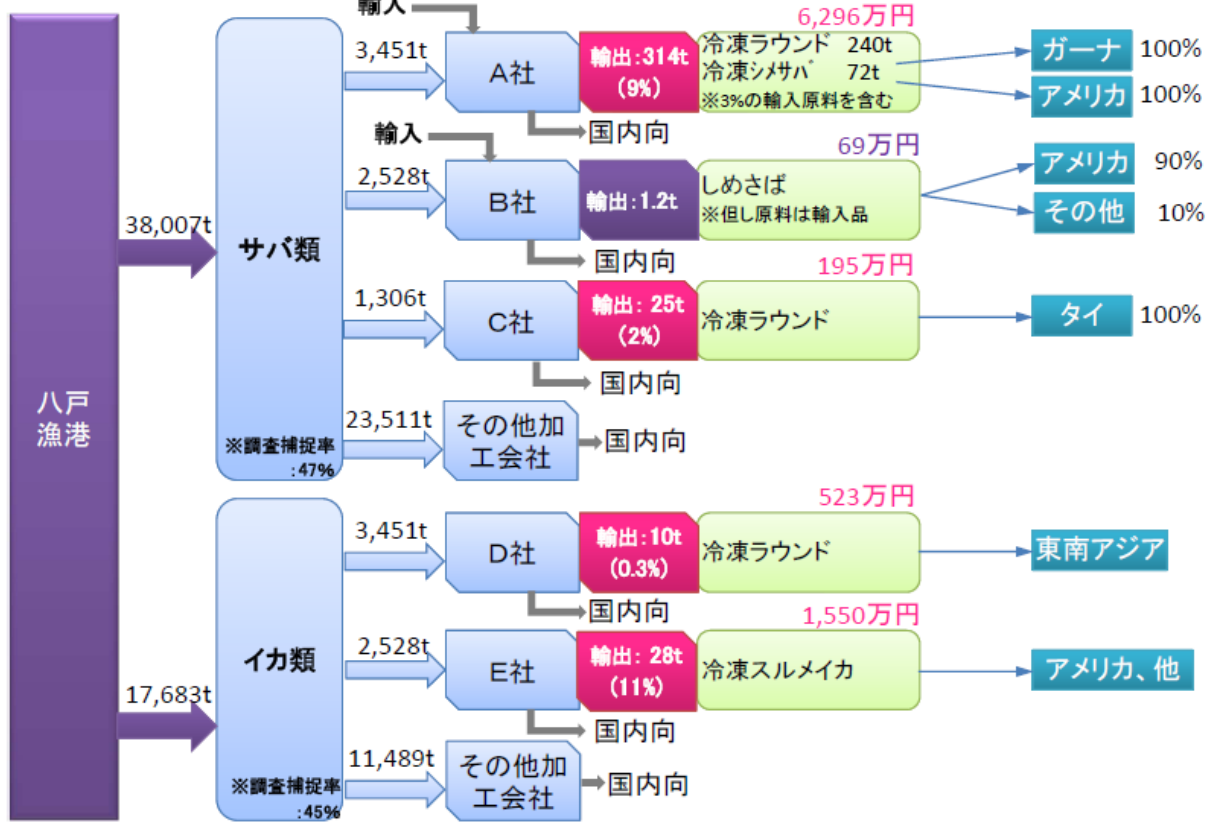 八戸
漁港
38,007t
サバ類
※調査捕捉率
:47%
輸入
3,451t
A社
輸出:314t
(9%)
6,296万円
冷凍ラウンド 240t
冷凍シメサバ 72t
※3%の輸入原料を含む
ガーナ 100%
アメリカ 100%
国内向
輸入
2,528t
B社
輸出:1.2t
69万円
しめさば
※但し原料は輸入品
アメリカ 90%
その他 10%
国内向
1,306t
C社
輸出: 25t
(2%)
195万円
冷凍ラウンド
タイ 100%
国内向
23,511t
その他加
工会社
国内向
17,683t
イカ類
※調査捕捉率
:45%
3,451t
D社
輸出:10t
(0.3%)
523万円
冷凍ラウンド
東南アジア
国内向
2,528t
E社
輸出: 28t
(11%)
1,550万円
冷凍スルメイカ
アメリカ、他
国内向
11,489t
その他加
工会社
国内向